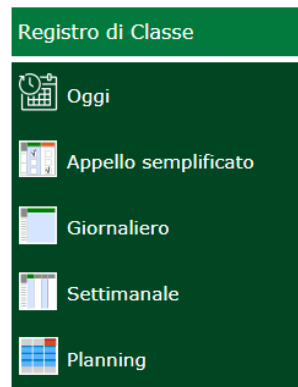 Registro di Classe
Oggi
Appello semplificato
Giornaliero
Settimanale
Planning